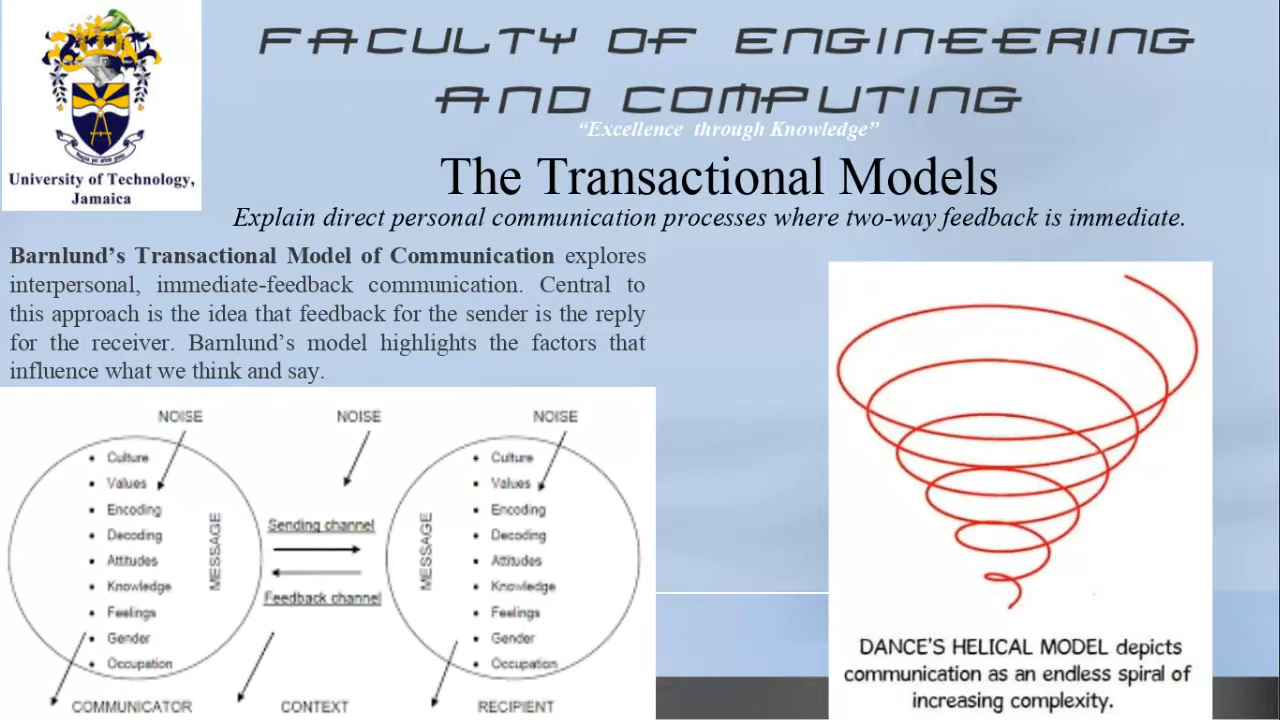 FACULTY OF ENGINEERING
AND COMPUTING
“Excellence through Knowledge”
University of Technology,
Jamaica
The Transactional Models
Explain direct personal communication processes where two-way feedback is immediate.
Barnlund’s Transactional Model of Communication explores
interpersonal, immediate-feedback communication. Central to
this approach is the idea that feedback for the sender is the reply
for the receiver. Barnlund’s model highlights the factors that
influence what we think and say.
NOISE
NOISE
NOISE
• Culture
• Values
• Encoding
• Decoding
• Attitudes
• Knowledge
• Feelings
• Gender
• Occupation
MESSAGE
Sending channel
Feedback channel
MESSAGE
• Culture
• Values
• Encoding
• Decoding
• Attitudes
• Knowledge
• Feelings
• Gender
• Occupation
COMMUNICATOR
CONTEXT
RECIPIENT
DANCE'S HELICAL MODEL depicts
communication as an endless spiral of
increasing complexity.